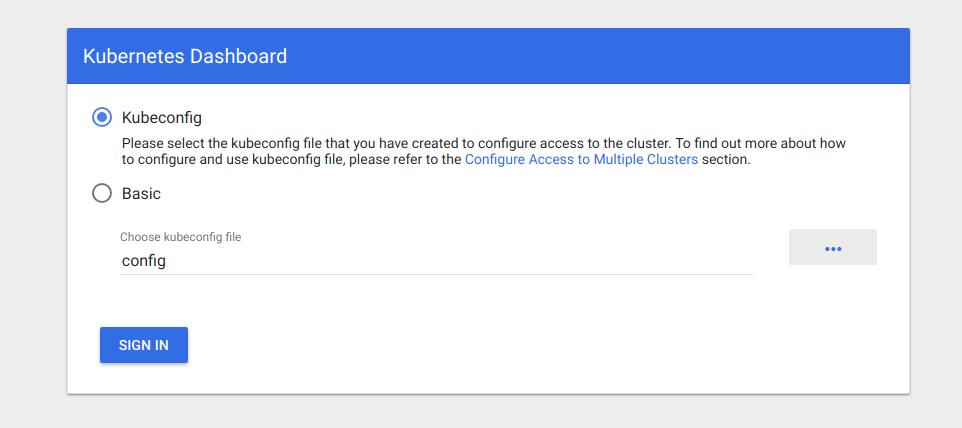 Kubernetes Dashboard
Kubeconfig
Please select the kubeconfig file that you have created to configure access to the cluster. To find out more about how
to configure and use kubeconfig file, please refer to the Configure Access to Multiple Clusters section.
Basic
Choose kubeconfig file
config
SIGN IN